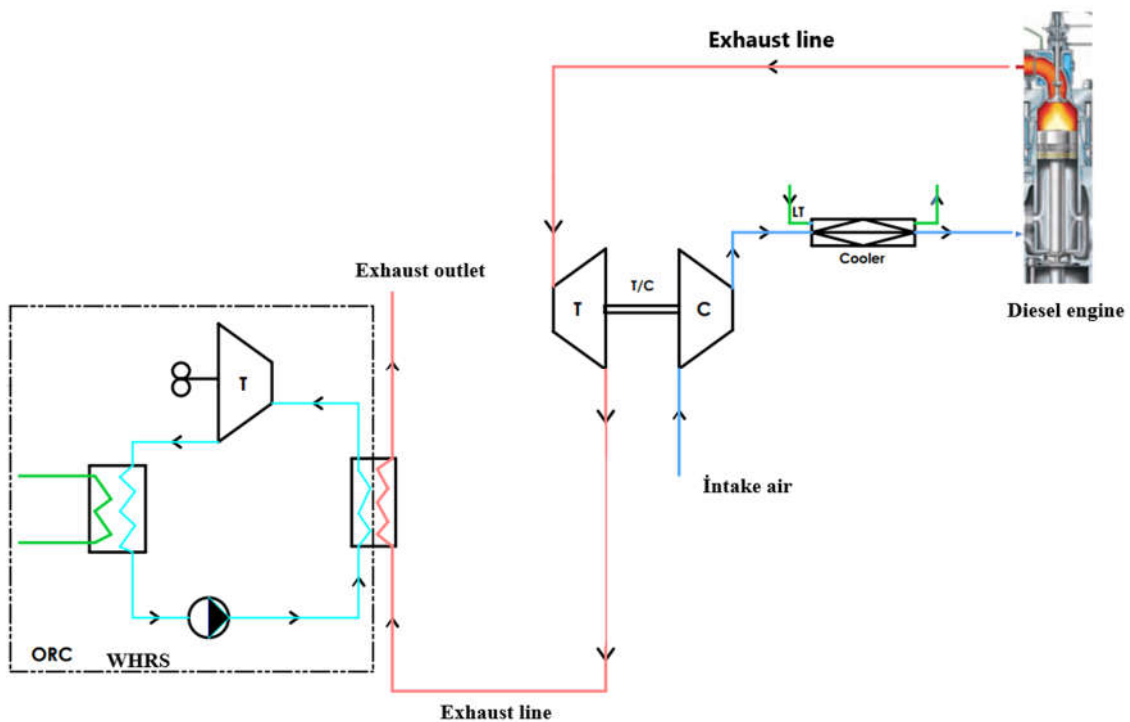 Exhaust line
LT
Cooler
Exhaust outlet
T/C
T
C
Diesel engine
T
İntake air
ORC
WHRS
Exhaust line